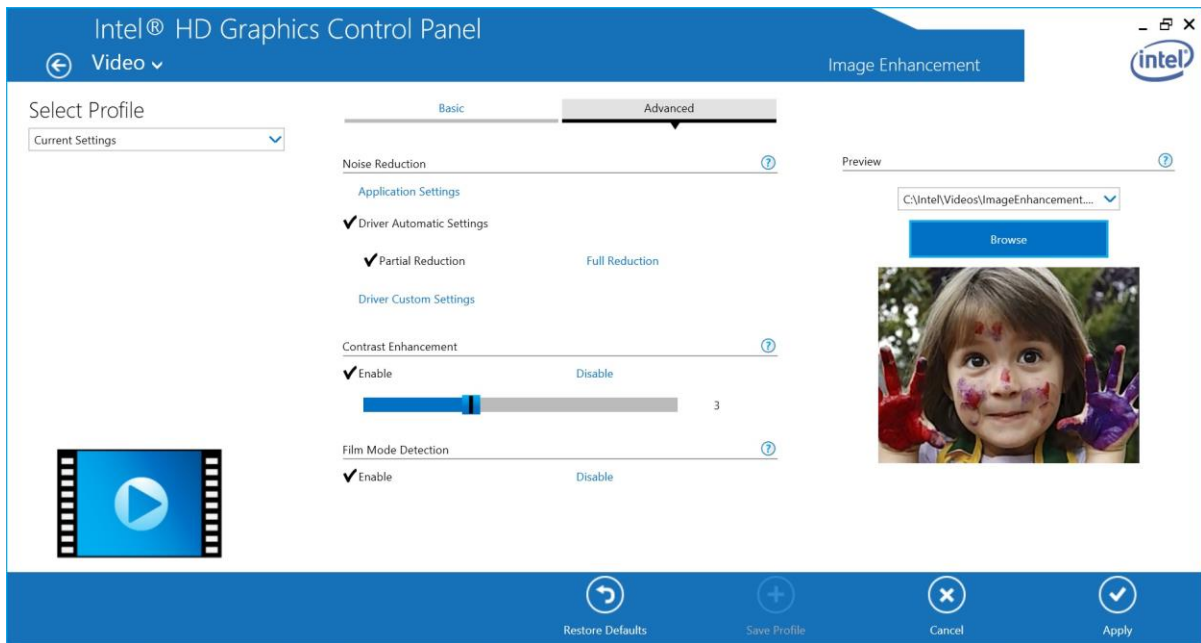 Intel® HD Graphics Control Panel
Video
Image Enhancement
intel
Select Profile
Current Settings
Basic
Advanced
Noise Reduction
?
Application Settings
Driver Automatic Settings
Partial Reduction
Full Reduction
Driver Custom Settings
Contrast Enhancement
?
Enable
Disable
3
Film Mode Detection
?
Enable
Disable
Preview
?
C:\Intel\Videos\ImageEnhancement....
Browse
Restore Defaults
Save Profile
Cancel
Apply